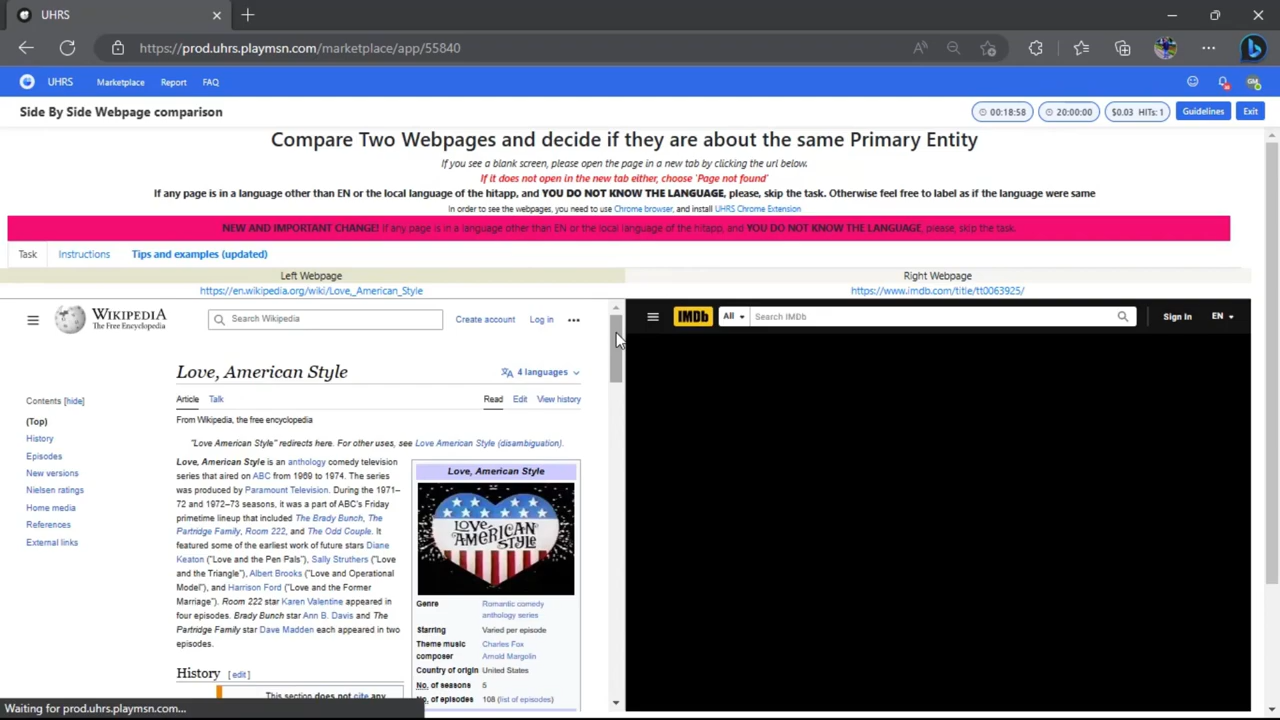 UHRS
https://prod.uhrs.playmsn.com/marketplace/app/55840
UHRS Marketplace Report FAQ GM
Side By Side Webpage comparison 00:18:58 20:00:00 $0.03 HITs: 1 Guidelines Exit
Compare Two Webpages and decide if they are about the same Primary Entity
If you see a blank screen, please open the page in a new tab by clicking the url below.
If it does not open in the new tab either, choose 'Page not found'
If any page is in a language other than EN or the local language of the hitapp, and YOU DO NOT KNOW THE LANGUAGE, please, skip the task. Otherwise feel free to label as if the language were same
In order to see the webpages, you need to use Chrome browser, and install UHRS Chrome Extension
NEW AND IMPORTANT CHANGE! If any page is in a language other than EN or the local language of the hitapp, and YOU DO NOT KNOW THE LANGUAGE, please, skip the task.
Task Instructions Tips and examples (updated)
Left Webpage
https://en.wikipedia.org/wiki/Love,_American_Style
WIKIPEDIA
The Free Encyclopedia
Search Wikipedia
Create account Log in
Love, American Style
4 languages
Contents [hide]
(Top)
History
Episodes
New versions
Nielsen ratings
Home media
References
External links
Article Talk Read Edit View history
From Wikipedia, the free encyclopedia
"Love American Style" redirects here. For other uses, see Love American Style (disambiguation).
Love, American Style is an anthology comedy television
series that aired on ABC from 1969 to 1974. The series
was produced by Paramount Television. During the 1971–
72 and 1972–73 seasons, it was a part of ABC's Friday
primetime lineup that included The Brady Bunch, The
Partridge Family, Room 222, and The Odd Couple. It
featured some of the earliest work of future stars Diane
Keaton ("Love and the Pen Pals"), Sally Struthers ("Love
and the Triangle"), Albert Brooks ("Love and Operational
Model"), and Harrison Ford ("Love and the Former
Marriage"). Room 222 star Karen Valentine appeared in
four episodes. Brady Bunch star Ann B. Davis and The
Partridge Family star Dave Madden each appeared in two
episodes.
History [edit]
This section does not cite any
Love, American Style
LOVE
AMERICAN
STYLE
Genre Romantic comedy
anthology series
Starring Varied per episode
Theme music Charles Fox
composer Arnold Margolin
Country of origin United States
No. of seasons 5
No. of episodes 108 (list of episodes)
Right Webpage
https://www.imdb.com/title/tt0063925/
IMDb All Search IMDb Sign In EN
Waiting for prod.uhrs.playmsn.com...